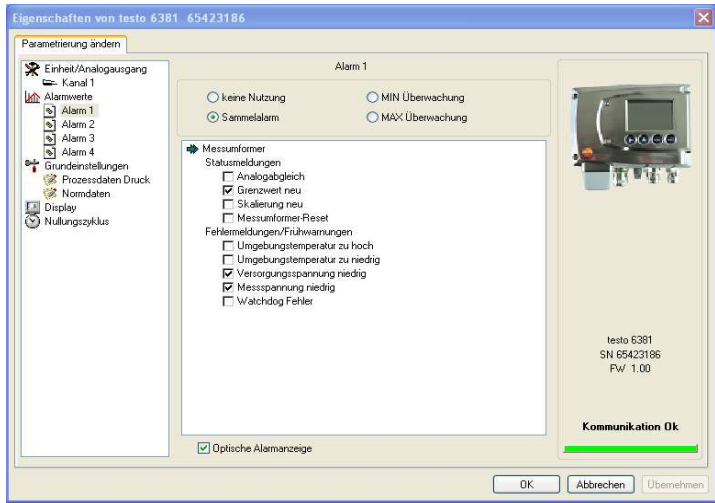 Eigenschaften von testo 6381 65423186
Parametrierung ändern
Einheit/Analogausgang
Kanal 1
Alarmwerte
Alarm 1
Alarm 2
Alarm 3
Alarm 4
Grundeinstellungen
Prozessdaten Druck
Normdaten
Display
Nullungszyklus
Alarm 1
keine Nutzung
MIN Überwachung
Sammelalarm
MAX Überwachung
Messumformer
Statusmeldungen
Analogabgleich
Grenzwert neu
Skalierung neu
Messumformer-Reset
Fehlermeldungen/Frühwarnungen
Umgebungstemperatur zu hoch
Umgebungstemperatur zu niedrig
Versorgungsspannung niedrig
Messspannung niedrig
Watchdog Fehler
Optische Alarmanzeige
testo 6381
SN 65423186
FW 1.00
Kommunikation Ok
OK
Abbrechen
Übernehmen